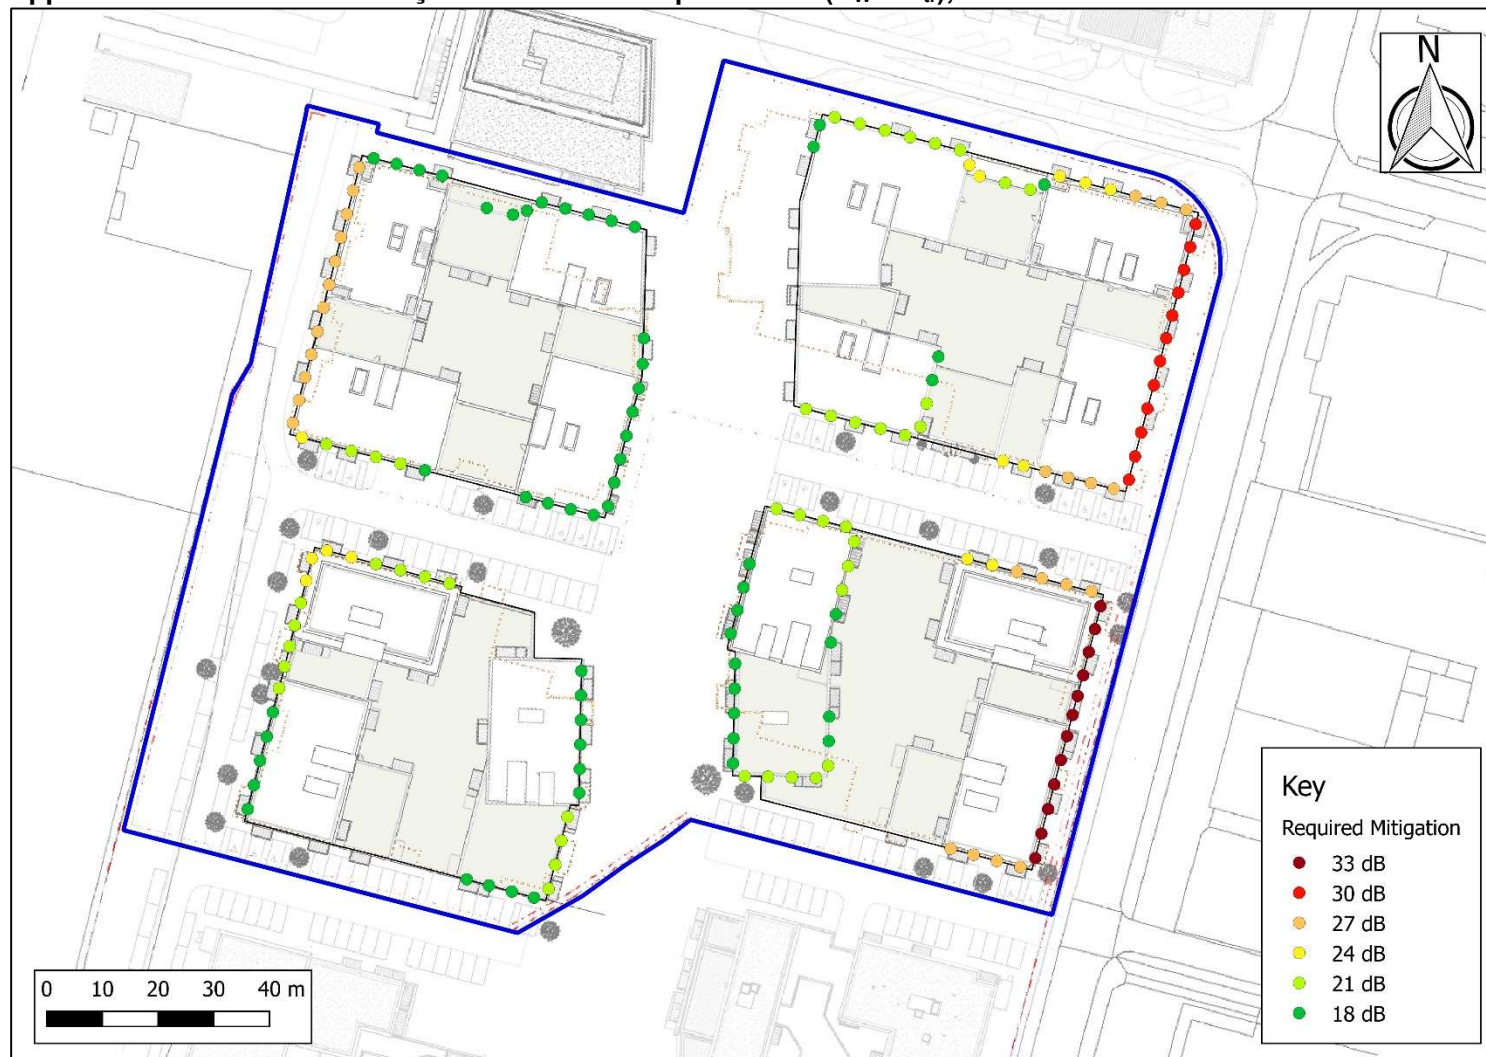 N
Key
Required Mitigation
33 dB
30 dB
27 dB
24 dB
21 dB
18 dB
0 10 20 30 40 m